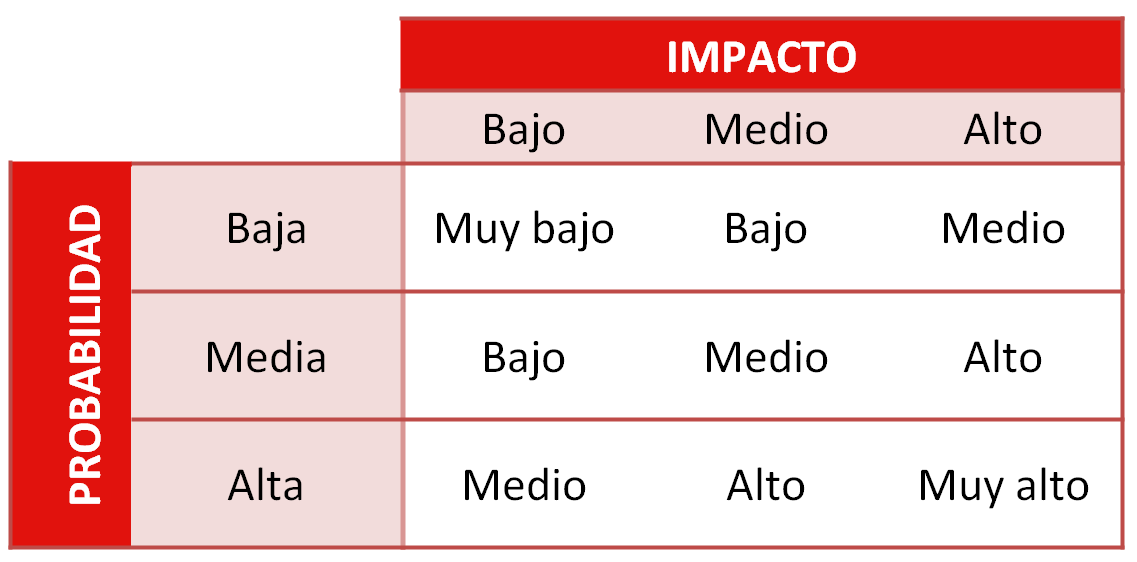 IMPACTO
Bajo Medio Alto
PROBABILIDAD
Baja Muy bajo Bajo Medio
Media Bajo Medio Alto
Alta Medio Alto Muy alto